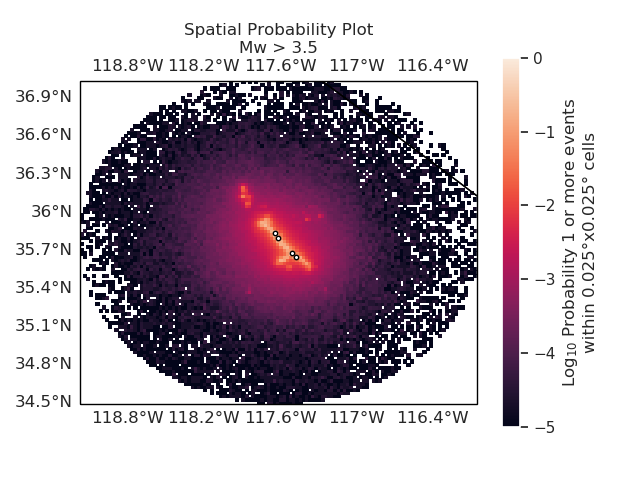 Spatial Probability Plot
Mw > 3.5
118.8°W 118.2°W 117.6°W 117°W 116.4°W
36.9°N
36.6°N
36.3°N
36°N
35.7°N
35.4°N
35.1°N
34.8°N
34.5°N
118.8°W 118.2°W 117.6°W 117°W 116.4°W
0
−1
−2
−3
−4
−5
Log₁₀ Probability 1 or more events
within 0.025°x0.025° cells